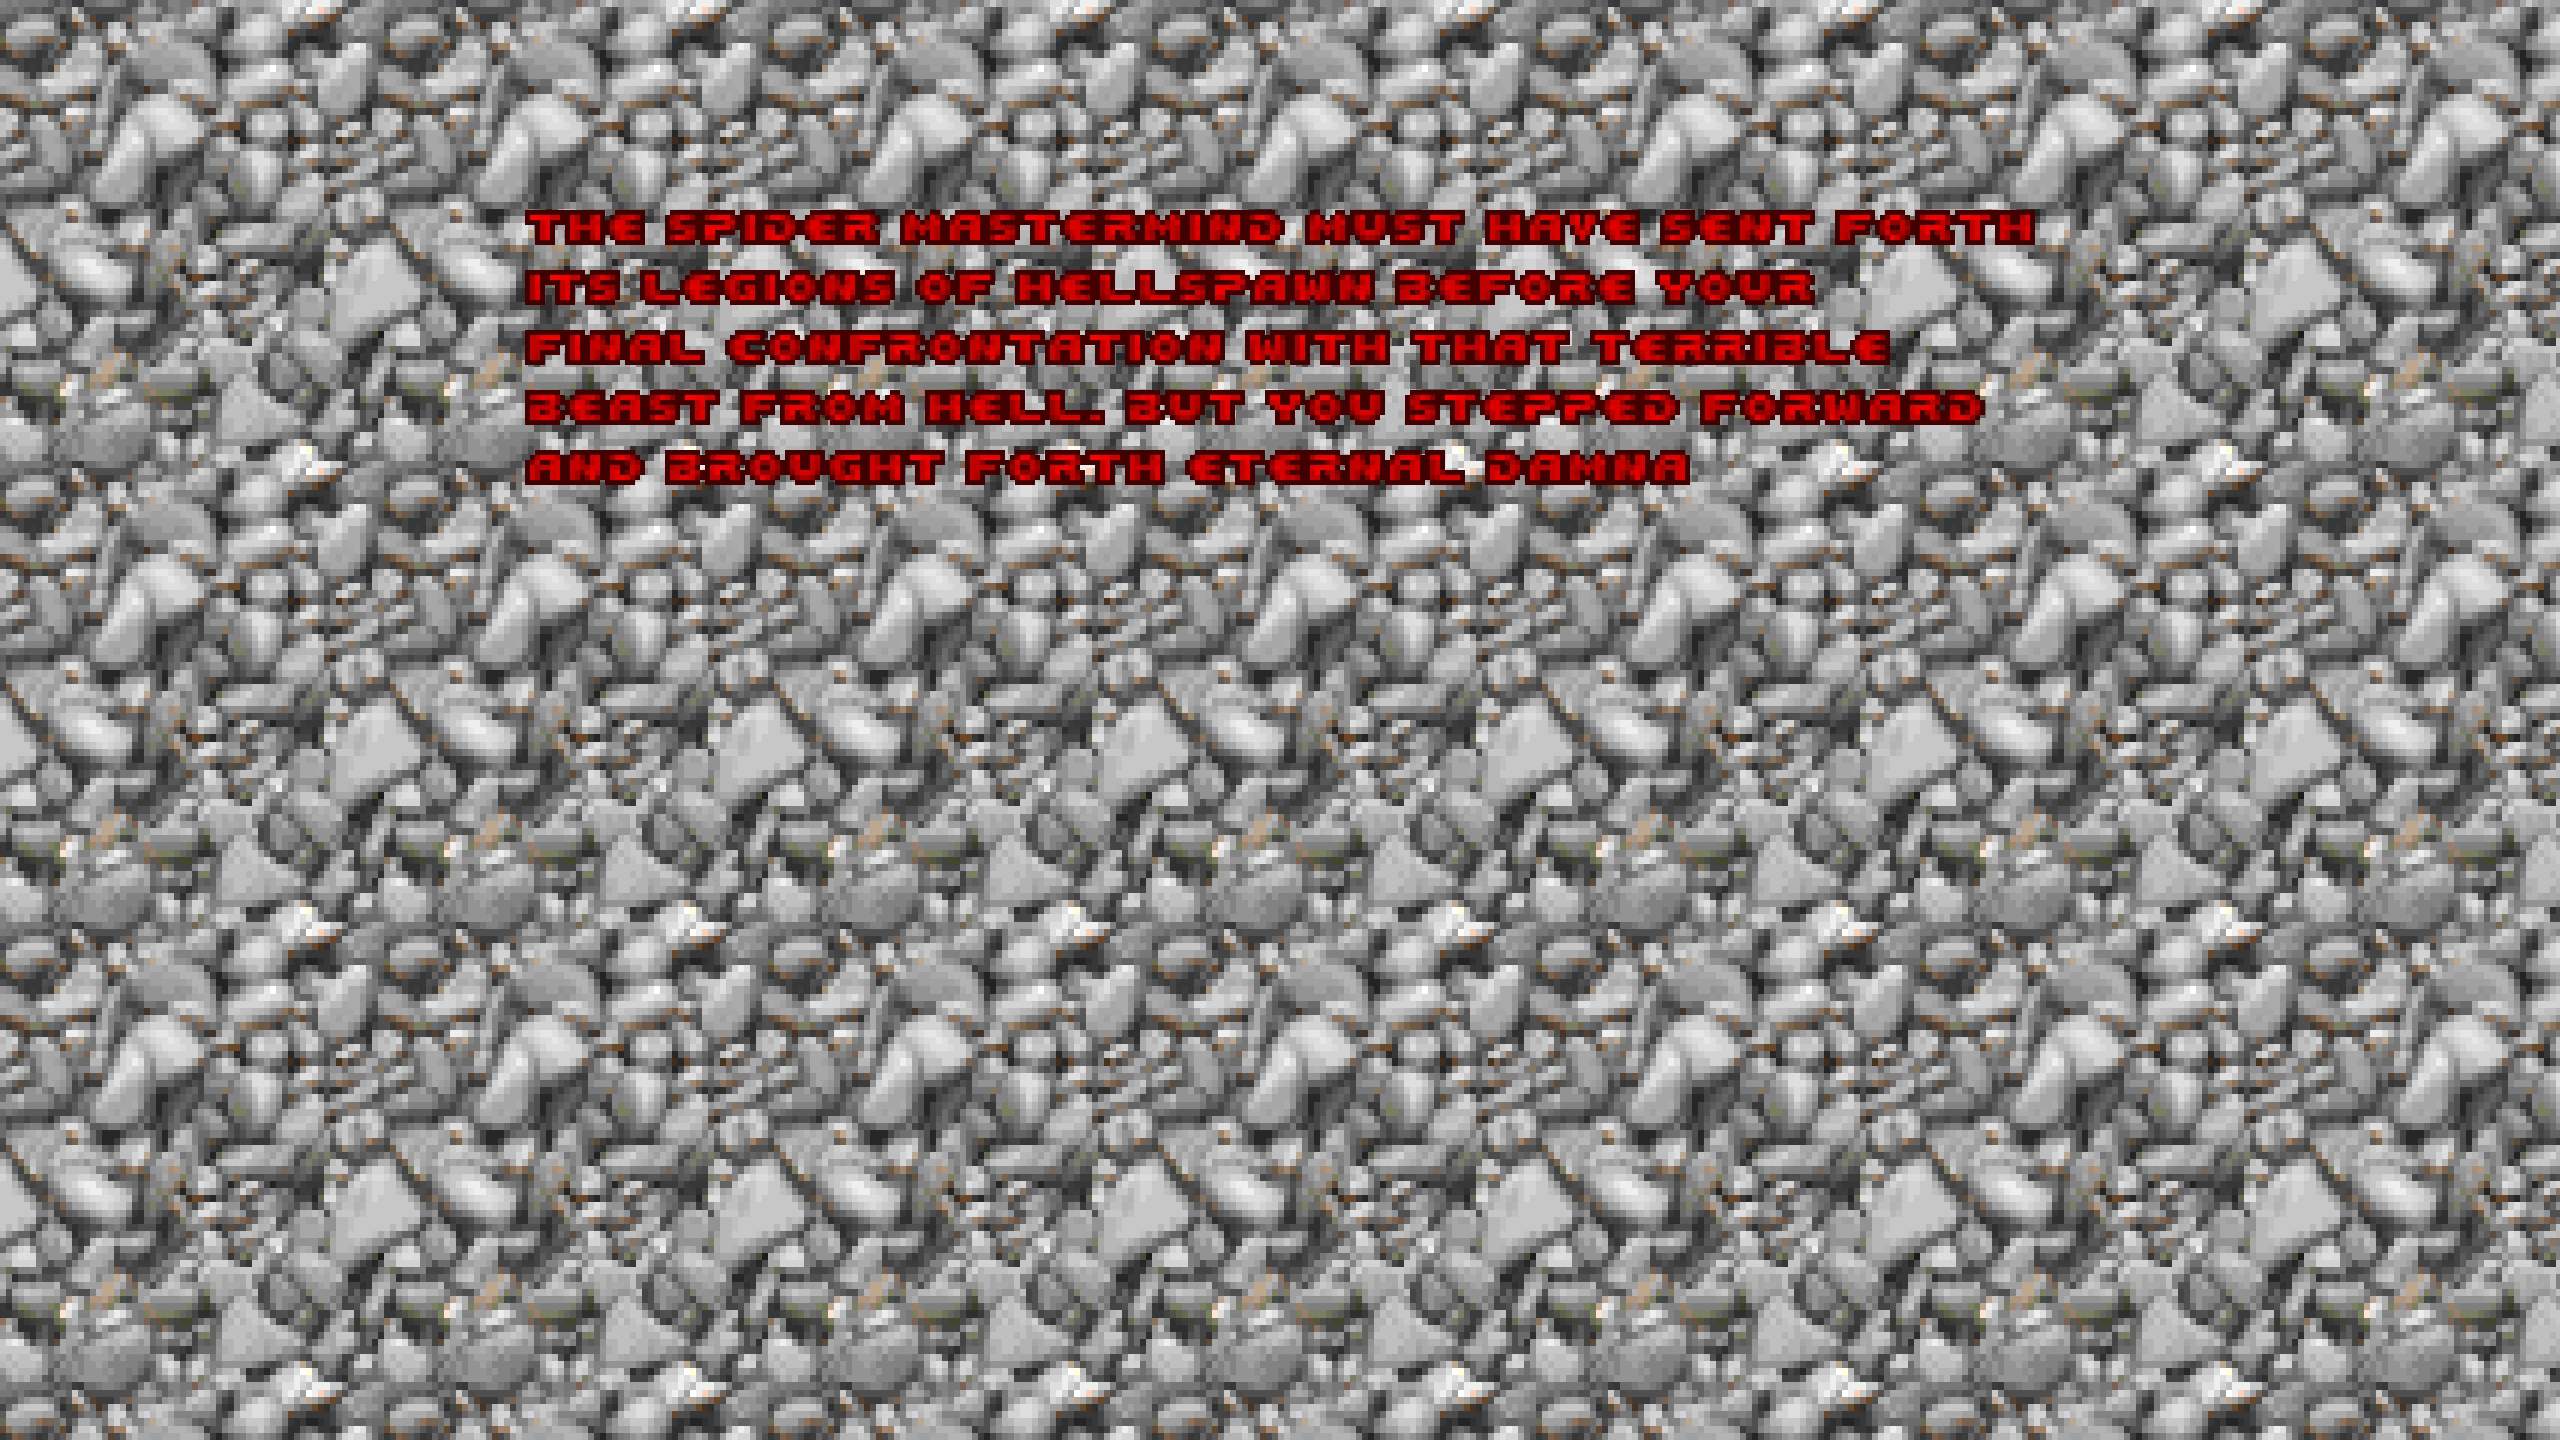 THE SPIDER MASTERMIND MUST HAVE SENT FORTH
ITS LEGIONS OF HELLSPAWN BEFORE YOUR
FINAL CONFRONTATION WITH THAT TERRIBLE
BEAST FROM HELL. BUT YOU STEPPED FORWARD
AND BROUGHT FORTH ETERNAL DAMNA